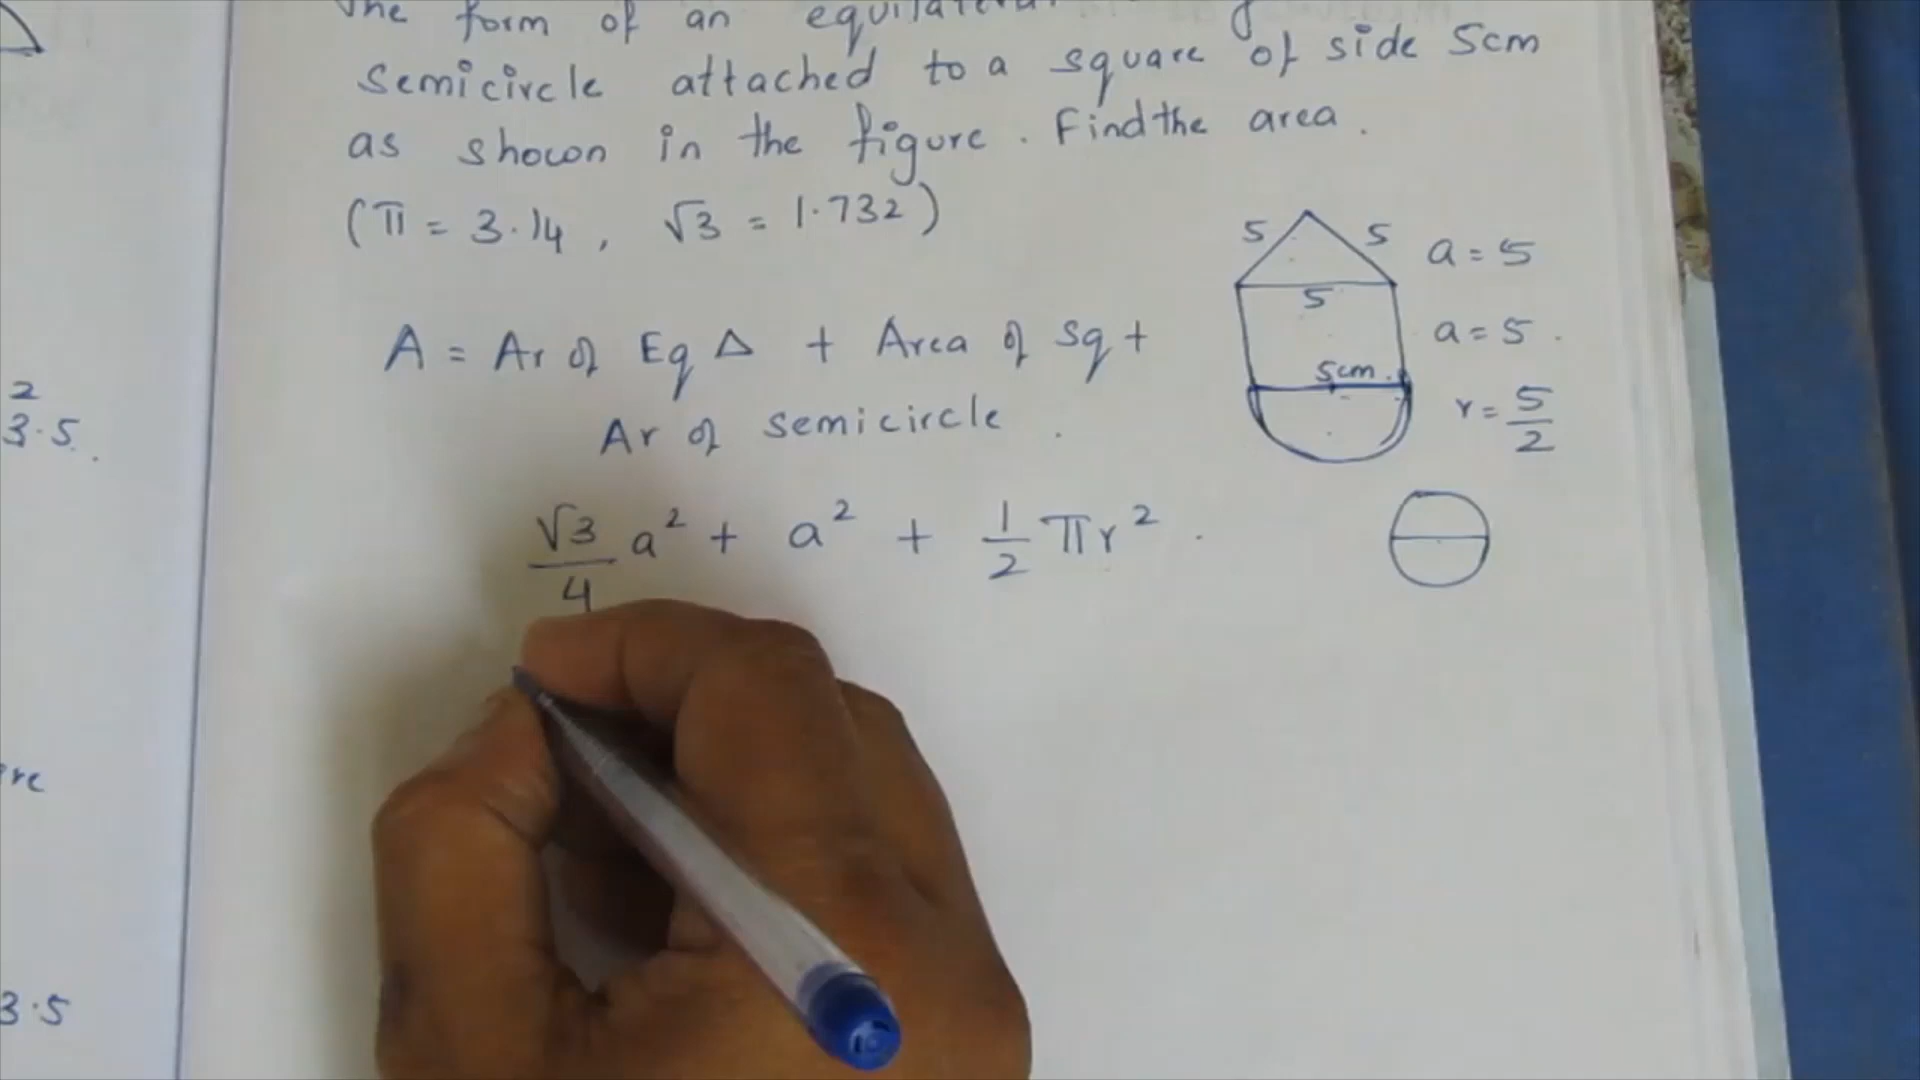 The form of an
semicircle attached to a square of side 5cm
as shown in the figure. Find the area.
(π = 3.14, √3 = 1.732)
5 5 a = 5
5
A = Ar of Eq Δ + Area of sq +
a = 5.
5cm.
Ar of semicircle.
r = 5/2
√3/4 a² + a² + 1/2 πr².
2
3.5.
3.5